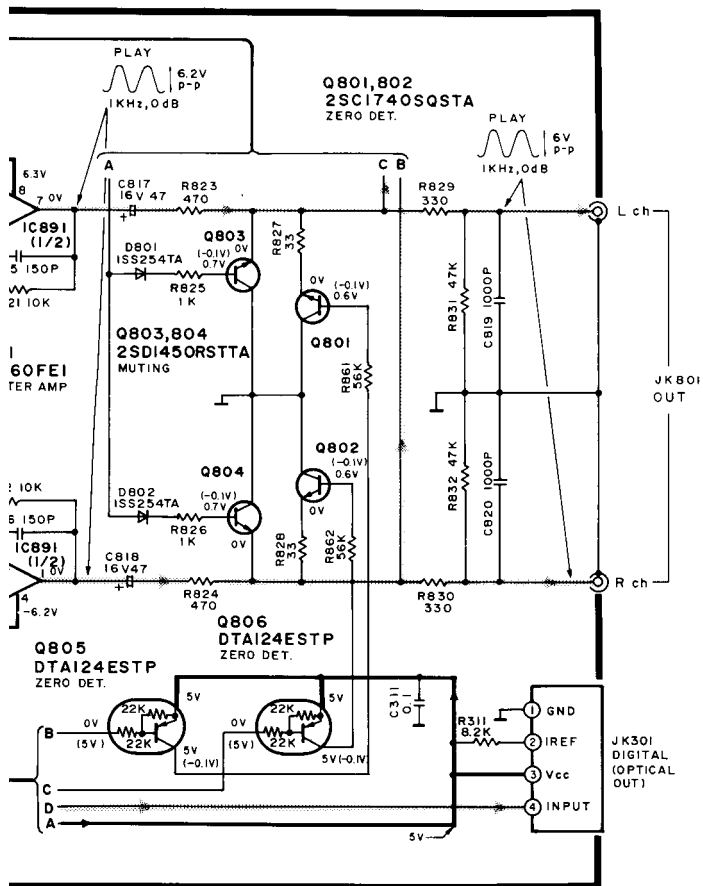 PLAY
6.2V
P-P
1KHz,0dB
Q801,802
2SC1740SQSTA
ZERO DET.
PLAY
6V
P-P
1KHz,0dB
A
C
B
6.3V
8
7
0V
C817
16V 47
+
R823
470
R829
330
L ch
IC891
(1/2)
5 150P
21 10K
D801
1SS254TA
R825
1K
Q803
0V
(-0.1V)
0.7V
R827
33
0V
(-0.1V)
0.6V
Q801
R831 47K
C819 1000P
60FE1
TER AMP
Q803,804
2SD1450RSTTA
MUTING
R861
56K
JK801
OUT
Q802
(-0.1V)
0.6V
0V
Q804
(-0.1V)
0.7V
0V
R832 47K
C820 1000P
2 10K
6 150P
IC891
(1/2)
1
0V
4
-6.2V
D802
1SS254TA
R826
1K
R828
33
R862
56K
C818
16V47
+
R824
470
R830
330
R ch
Q805
DTA124ESTP
ZERO DET.
Q806
DTA124ESTP
ZERO DET.
B
0V
(5V)
22K
22K
5V
5V
(-0.1V)
0V
(5V)
22K
22K
5V
5V(-0.1V)
C311
0.1
R311
8.2K
1 GND
2 IREF
3 Vcc
4 INPUT
JK301
DIGITAL
(OPTICAL
OUT)
C
D
A
5V